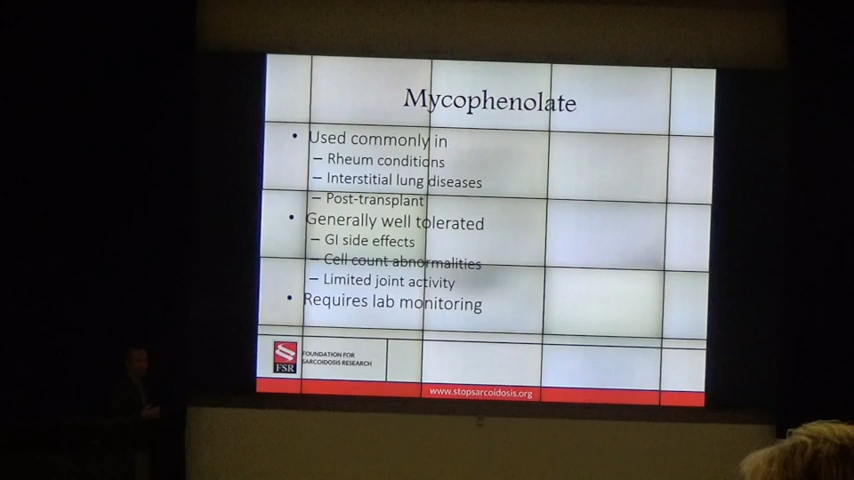 Mycophenolate
• Used commonly in
– Rheum conditions
– Interstitial lung diseases
– Post-transplant
• Generally well tolerated
– GI side effects
– Cell count abnormalities
– Limited joint activity
• Requires lab monitoring
FSR
FOUNDATION FOR
SARCOIDOSIS RESEARCH
www.stopsarcoidosis.org